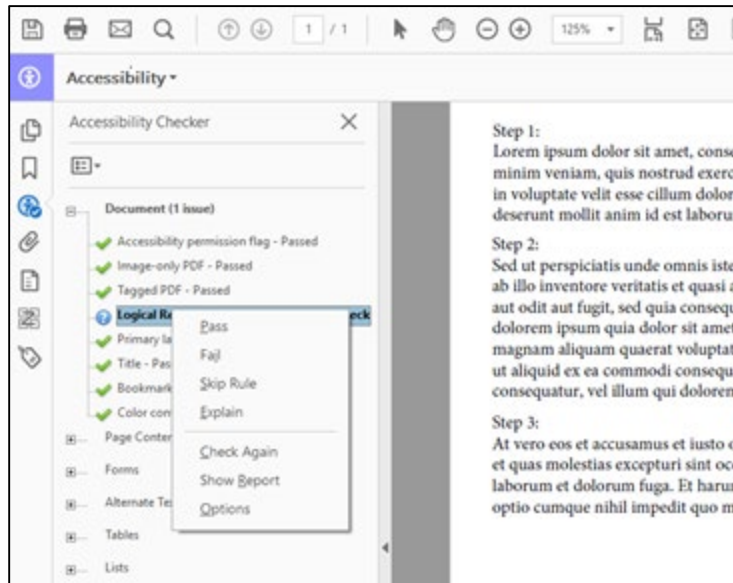 1 / 1 125%
Accessibility
Accessibility Checker
Document (1 issue)
Accessibility permission flag - Passed
Image-only PDF - Passed
Tagged PDF - Passed
Logical Re eck
Primary la
Title - Pas
Bookmark
Color con
Page Conter
Forms
Alternate Te
Tables
Lists
Pass
Fail
Skip Rule
Explain
Check Again
Show Report
Options
Step 1:
Lorem ipsum dolor sit amet, conse
minim veniam, quis nostrud exerc
in voluptate velit esse cillum dolor
deserunt mollit anim id est laboru
Step 2:
Sed ut perspiciatis unde omnis iste
ab illo inventore veritatis et quasi a
aut odit aut fugit, sed quia consequ
dolorem ipsum quia dolor sit amet
magnam aliquam quaerat voluptat
ut aliquid ex ea commodi consequ
consequatur, vel illum qui dolorem
Step 3:
At vero eos et accusamus et iusto o
et quas molestias excepturi sint occ
laborum et dolorum fuga. Et harum
optio cumque nihil impedit quo m